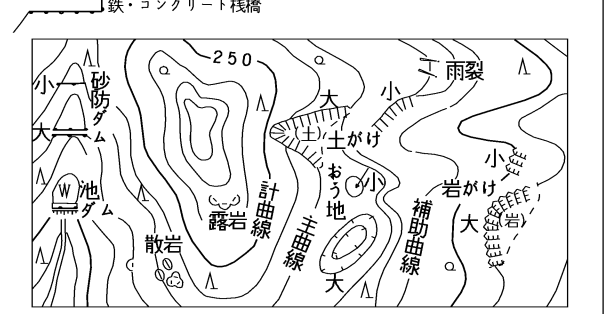 鉄・コンクリート桟橋
250
小
砂防ダム
大
W
池
ダム
露岩
散岩
計曲線
主曲線
大
(土)
土がけ
小
おう地
小
大
雨裂
補助曲線
小
岩がけ
大
(岩)